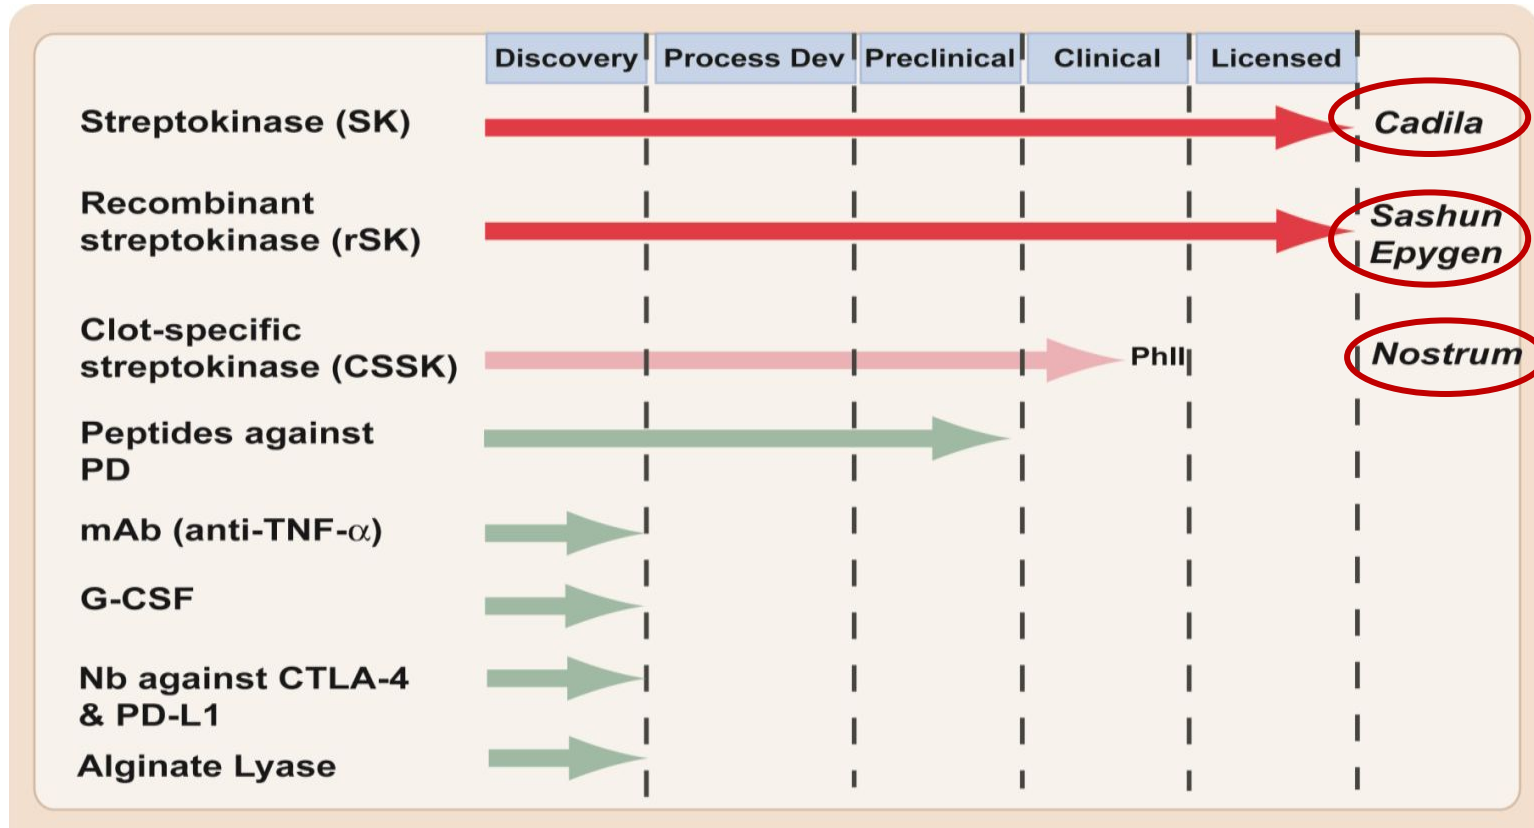 Discovery Process Dev Preclinical Clinical Licensed
Streptokinase (SK)
Cadila
Recombinant
streptokinase (rSK)
Sashun
Epygen
Clot-specific
streptokinase (CSSK)
PhII
Nostrum
Peptides against
PD
mAb (anti-TNF-α)
G-CSF
Nb against CTLA-4
& PD-L1
Alginate Lyase